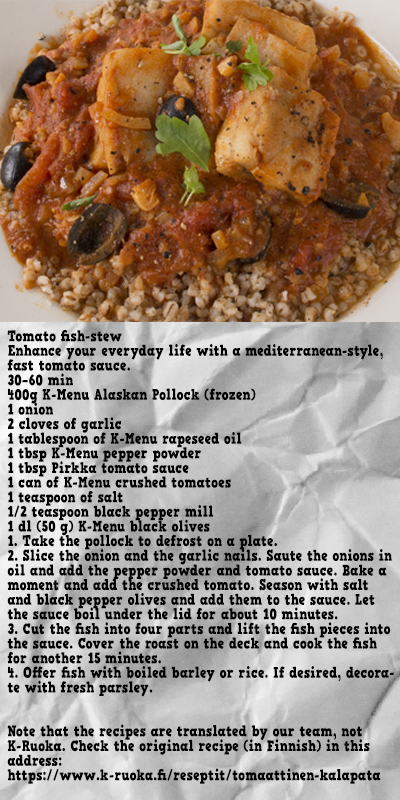 Tomato fish-stew
Enhance your everyday life with a mediterranean-style,
fast tomato sauce.
30-60 min
400g K-Menu Alaskan Pollock (frozen)
1 onion
2 cloves of garlic
1 tablespoon of K-Menu rapeseed oil
1 tbsp K-Menu pepper powder
1 tbsp Pirkka tomato sauce
1 can of K-Menu crushed tomatoes
1 teaspoon of salt
1/2 teaspoon black pepper mill
1 dl (50 g) K-Menu black olives
1. Take the pollock to defrost on a plate.
2. Slice the onion and the garlic nails. Saute the onions in
oil and add the pepper powder and tomato sauce. Bake a
moment and add the crushed tomato. Season with salt
and black pepper olives and add them to the sauce. Let
the sauce boil under the lid for about 10 minutes.
3. Cut the fish into four parts and lift the fish pieces into
the sauce. Cover the roast on the deck and cook the fish
for another 15 minutes.
4. Offer fish with boiled barley or rice. If desired, decora-
te with fresh parsley.
Note that the recipes are translated by our team, not
K-Ruoka. Check the original recipe (in Finnish) in this
address:
https://www.k-ruoka.fi/reseptit/tomaattinen-kalapata